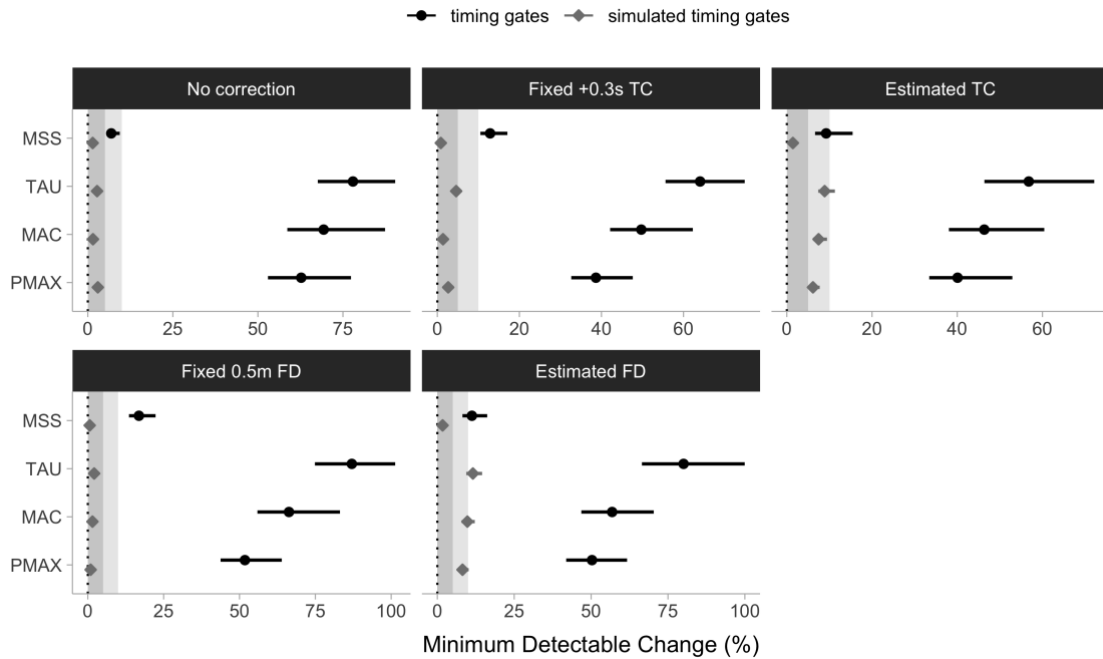 timing gates simulated timing gates
No correction Fixed +0.3s TC Estimated TC
MSS
TAU
MAC
PMAX
0 25 50 75 0 20 40 60 0 20 40 60
Fixed 0.5m FD Estimated FD
MSS
TAU
MAC
PMAX
0 25 50 75 100 0 25 50 75 100
Minimum Detectable Change (%)